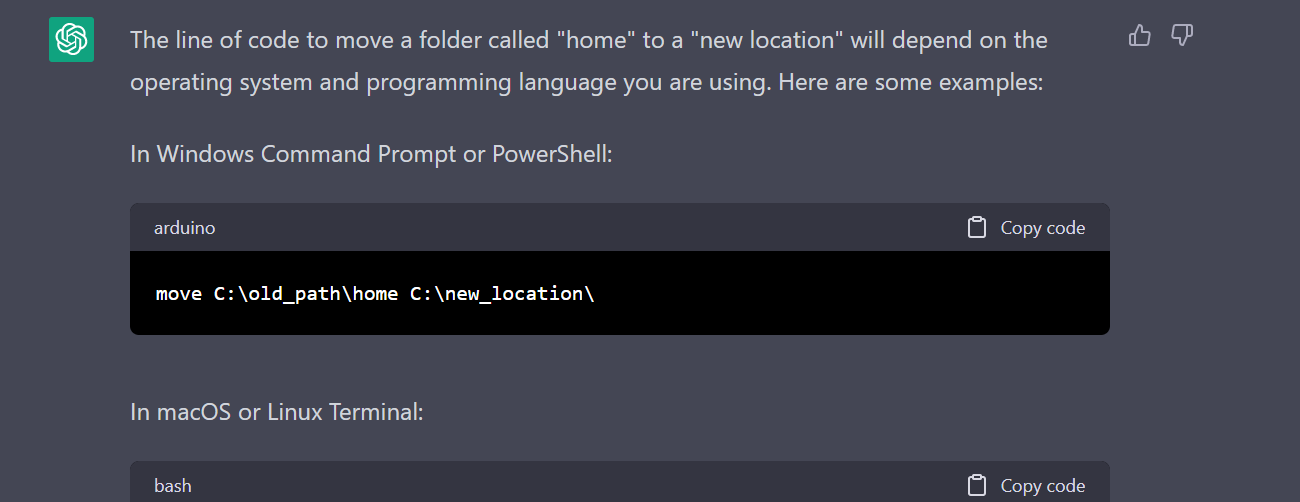 The line of code to move a folder called "home" to a "new location" will depend on the
operating system and programming language you are using. Here are some examples:
In Windows Command Prompt or PowerShell:
arduino Copy code
move C:\old_path\home C:\new_location\
In macOS or Linux Terminal:
bash Copy code